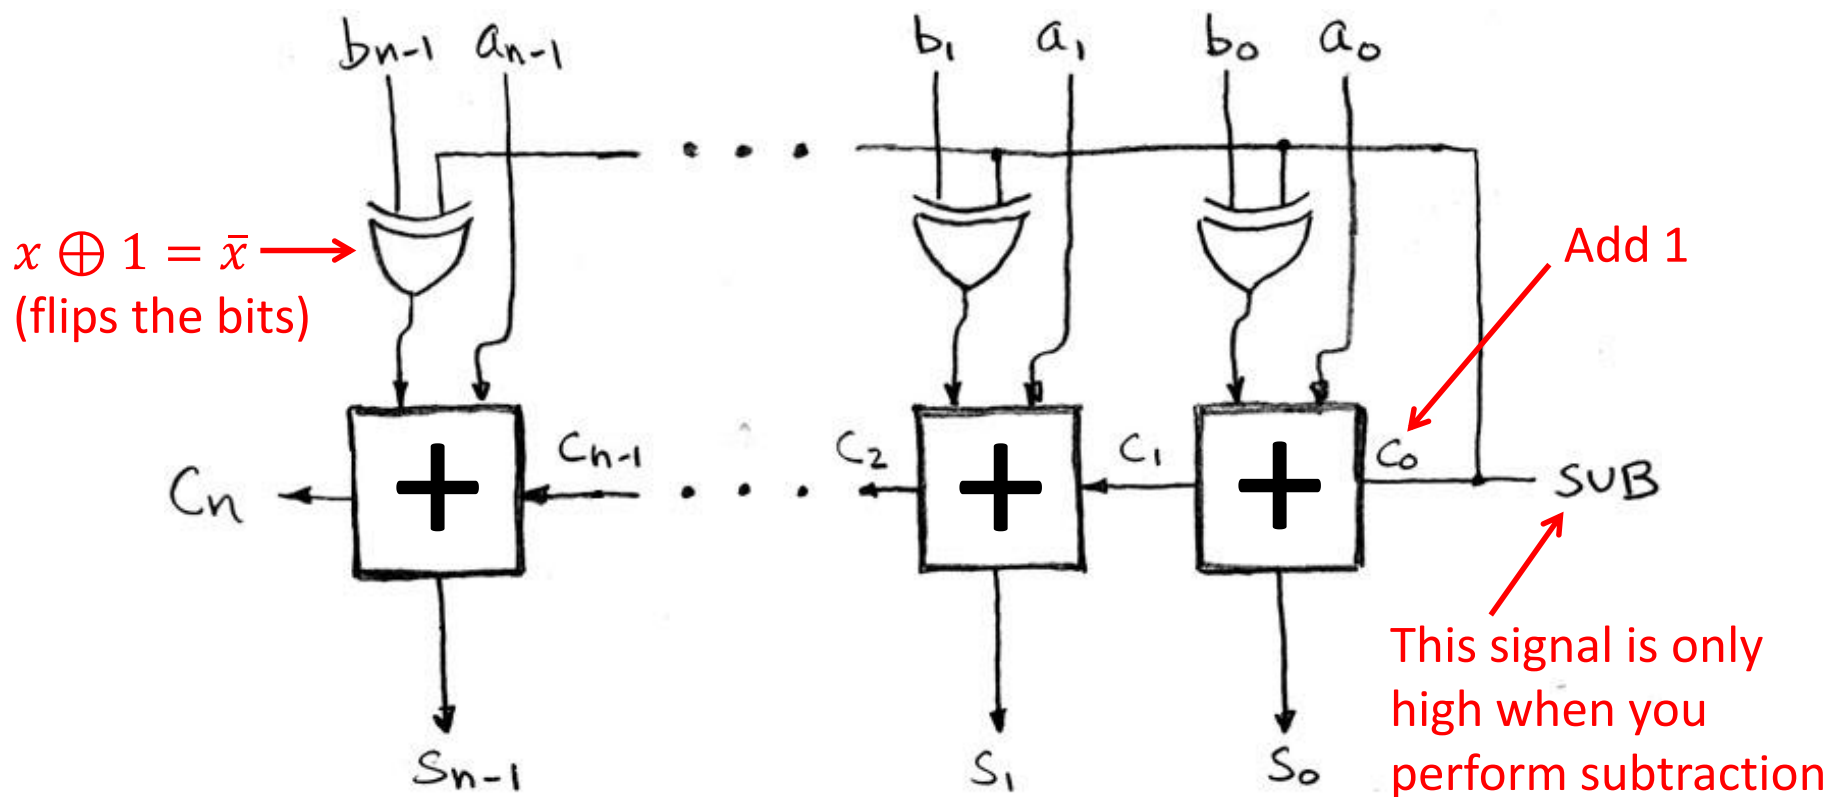 bn-1 an-1 b1 a1 b0 a0
x ⊕ 1 = x̄
(flips the bits)
Add 1
Cn + Cn-1 C2 + C1 + C0 SUB
This signal is only
high when you
perform subtraction
Sn-1 S1 S0